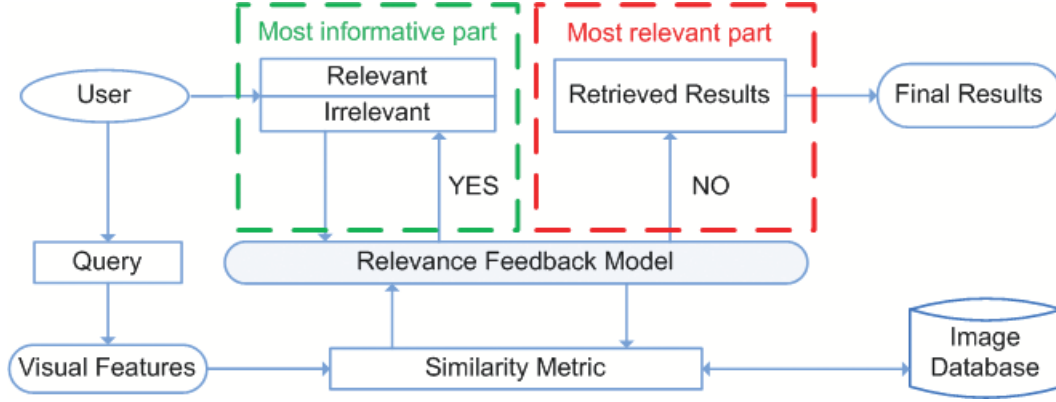 Most informative part
Most relevant part
User
Relevant
Irrelevant
Retrieved Results
Final Results
YES
NO
Query
Relevance Feedback Model
Visual Features
Similarity Metric
Image
Database